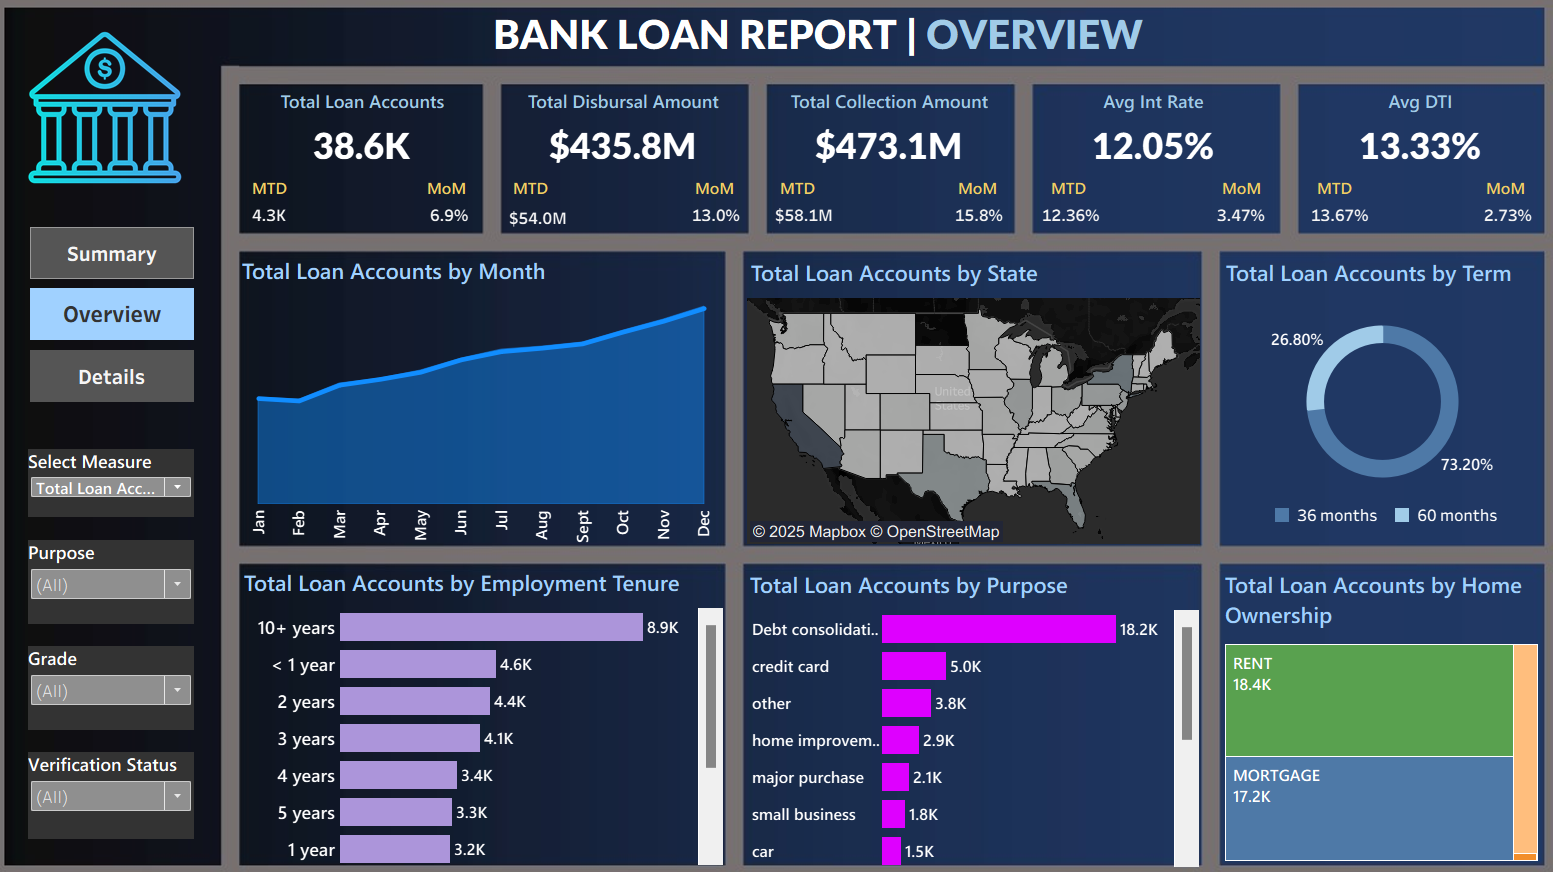 BANK LOAN REPORT | OVERVIEW
$
Summary
Overview
Details
Select Measure
Total Loan Acc...
Purpose
(All)
Grade
(All)
Verification Status
(All)
Total Loan Accounts
38.6K
MTD MoM
4.3K 6.9%
Total Disbursal Amount
$435.8M
MTD MoM
$54.0M 13.0%
Total Collection Amount
$473.1M
MTD MoM
$58.1M 15.8%
Avg Int Rate
12.05%
MTD MoM
12.36% 3.47%
Avg DTI
13.33%
MTD MoM
13.67% 2.73%
Total Loan Accounts by Month
Jan Feb Mar Apr May Jun Jul Aug Sept Oct Nov Dec
Total Loan Accounts by State
United
States
© 2025 Mapbox © OpenStreetMap
Total Loan Accounts by Term
26.80%
73.20%
36 months 60 months
Total Loan Accounts by Employment Tenure
10+ years 8.9K
< 1 year 4.6K
2 years 4.4K
3 years 4.1K
4 years 3.4K
5 years 3.3K
1 year 3.2K
Total Loan Accounts by Purpose
Debt consolidati.. 18.2K
credit card 5.0K
other 3.8K
home improvem.. 2.9K
major purchase 2.1K
small business 1.8K
car 1.5K
Total Loan Accounts by Home
Ownership
RENT
18.4K
MORTGAGE
17.2K